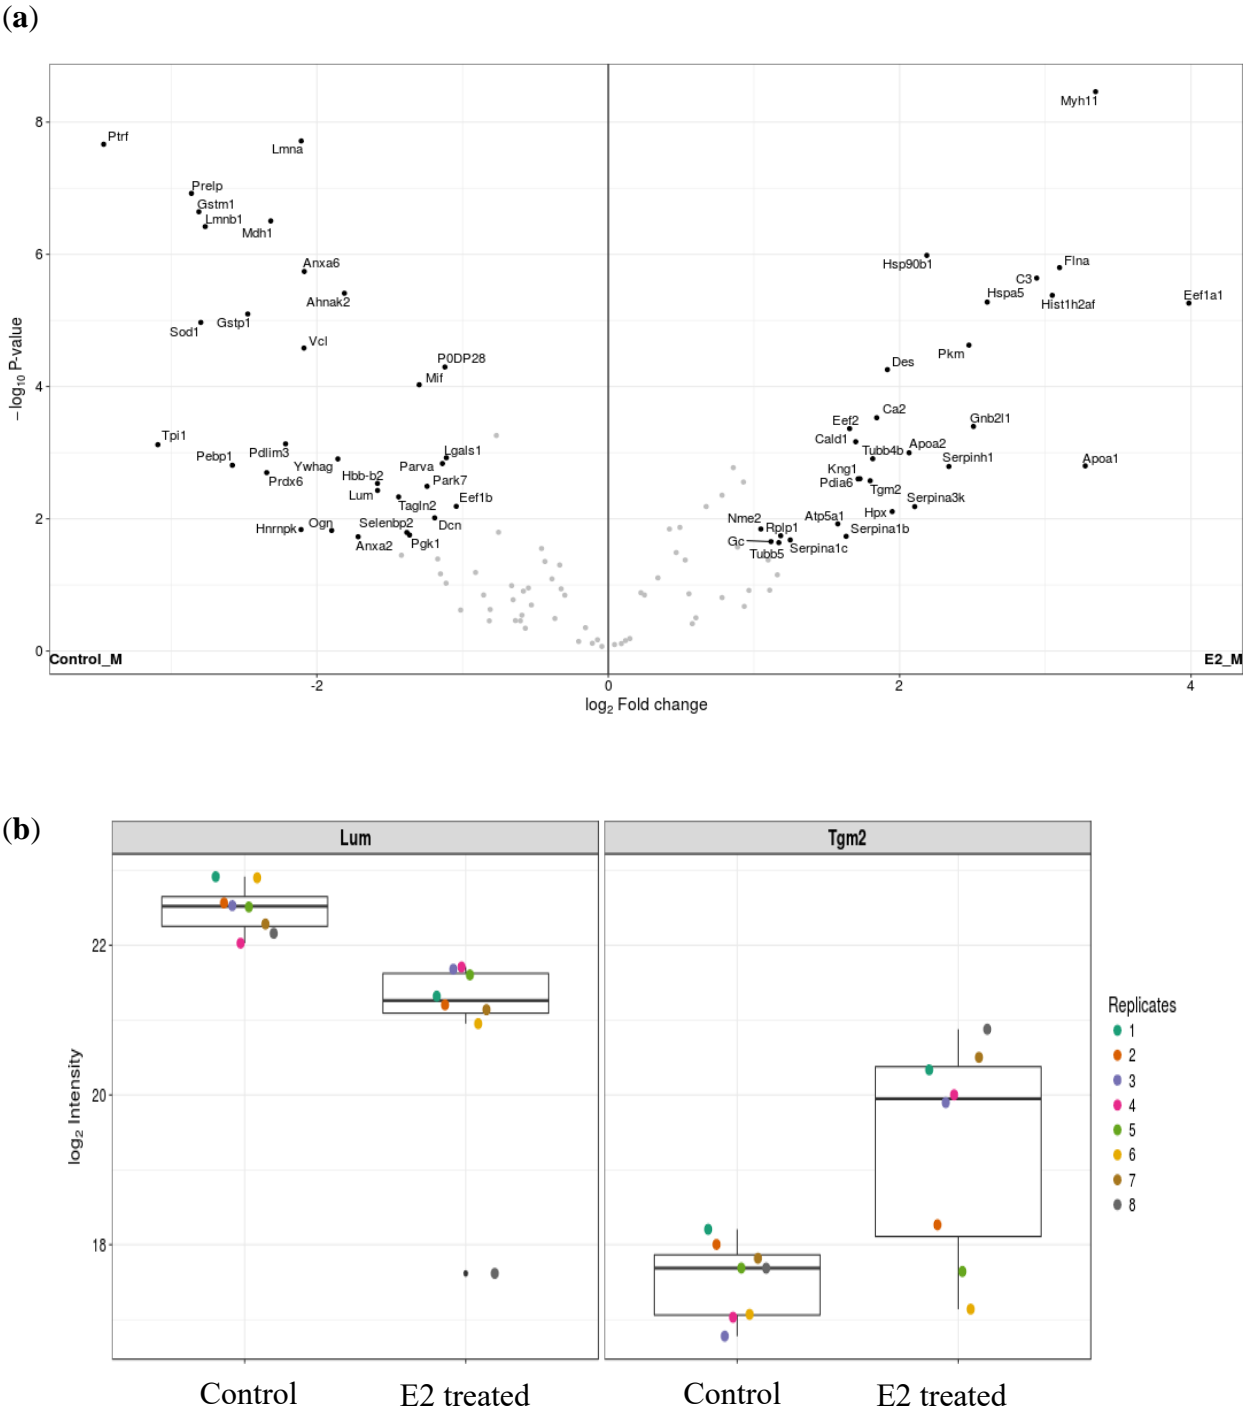 (a)
Myh11
8
Ptrf
Lmna
Prelp
Gstm1
Lmnb1
Mdh1
6
Anxa6
Hsp90b1
Flna
C3
Ahnak2
Hspa5
Hist1h2af
Eef1a1
Gstp1
Sod1
Vcl
Pkm
P0DP28
Des
Mif
4
Ca2
Eef2
Gnb2l1
Tpi1
Cald1
Apoa2
Pdlim3
Lgals1
Tubb4b
Pebp1
Ywhag
Parva
Serpinh1
Apoa1
Kng1
Prdx6
Hbb-b2
Park7
Pdia6
Lum
Tgm2
Tagln2
Eef1b
Serpina3k
Hpx
2
Nme2
Atp5a1
Hnrnpk
Ogn
Selenbp2
Dcn
Rplp1
Serpina1b
Gc
Anxa2
Pgk1
Tubb5
Serpina1c
0
Control_M
E2_M
-2
0
2
4
log2 Fold change
−log10 P-value
(b)
Lum
Tgm2
22
20
18
log2 Intensity
Replicates
1
2
3
4
5
6
7
8
Control
E2 treated
Control
E2 treated